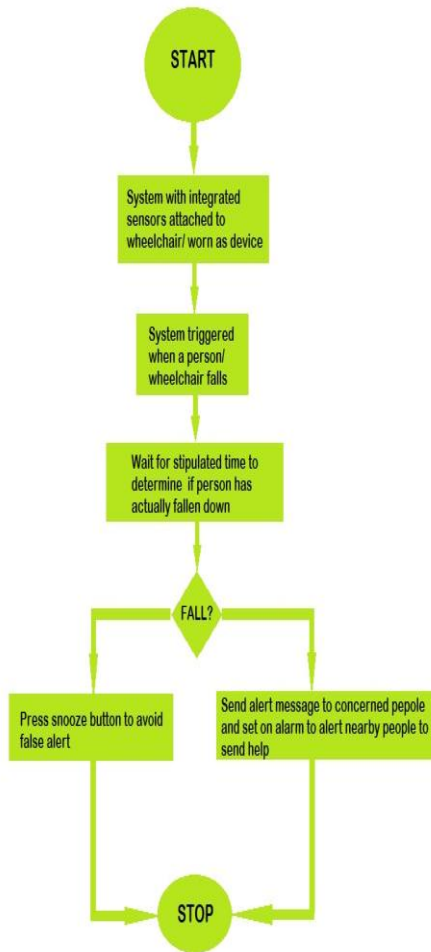 START
System with integrated
sensors attached to
wheelchair/ worn as device
System triggered
when a person/
wheelchair falls
Wait for stipulated time to
determine if person has
actually fallen down
FALL?
Press snooze button to avoid
false alert
Send alert message to concerned pepole
and set on alarm to alert nearby people to
send help
STOP